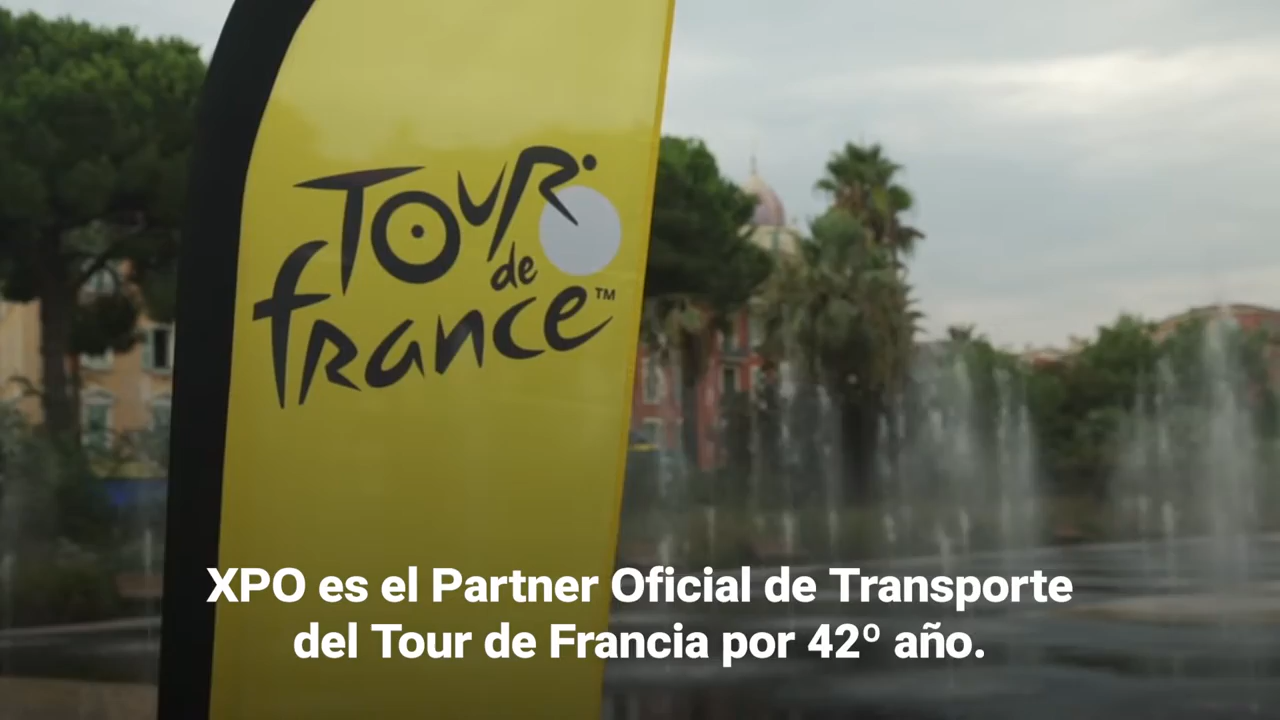 TOUR
de
france™
XPO es el Partner Oficial de Transporte
del Tour de Francia por 42º año.